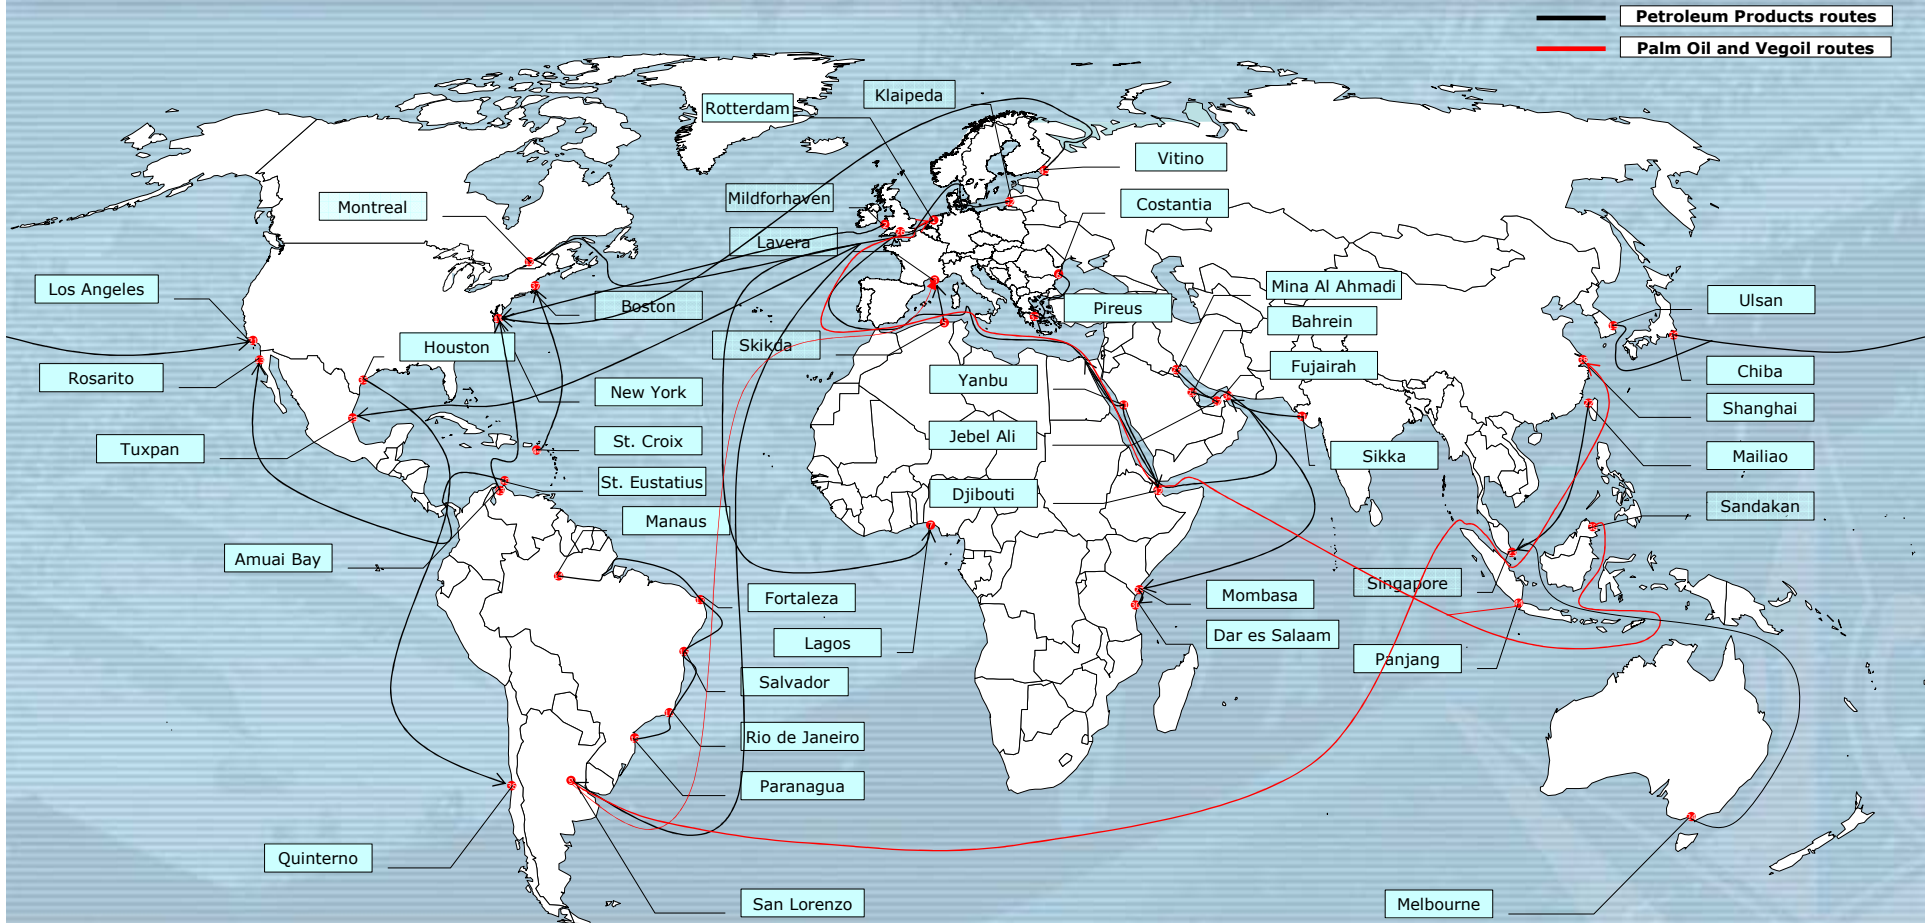 Petroleum Products routes
Palm Oil and Vegoil routes
Klaipeda
Rotterdam
Vitino
Mildforhaven
Montreal
Costantia
Lavera
Los Angeles
Mina Al Ahmadi
Boston
Pireus
Ulsan
Bahrein
Houston
Skikda
Fujairah
Rosarito
Yanbu
Chiba
New York
Shanghai
Tuxpan
St. Croix
Jebel Ali
Sikka
Mailiao
St. Eustatius
Djibouti
Sandakan
Manaus
Amuai Bay
Fortaleza
Singapore
Mombasa
Lagos
Dar es Salaam
Panjang
Salvador
Rio de Janeiro
Paranagua
Quinterno
San Lorenzo
Melbourne